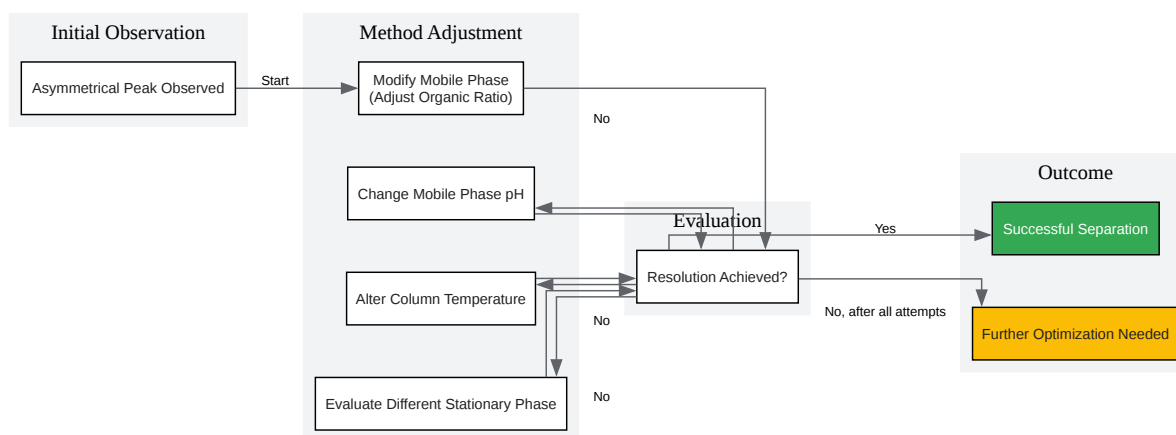 Initial Observation
Asymmetrical Peak Observed
Start
Method Adjustment
Modify Mobile Phase
(Adjust Organic Ratio)
No
Change Mobile Phase pH
Alter Column Temperature
No
Evaluate Different Stationary Phase
No
Evaluation
Resolution Achieved?
Yes
No, after all attempts
Outcome
Successful Separation
Further Optimization Needed